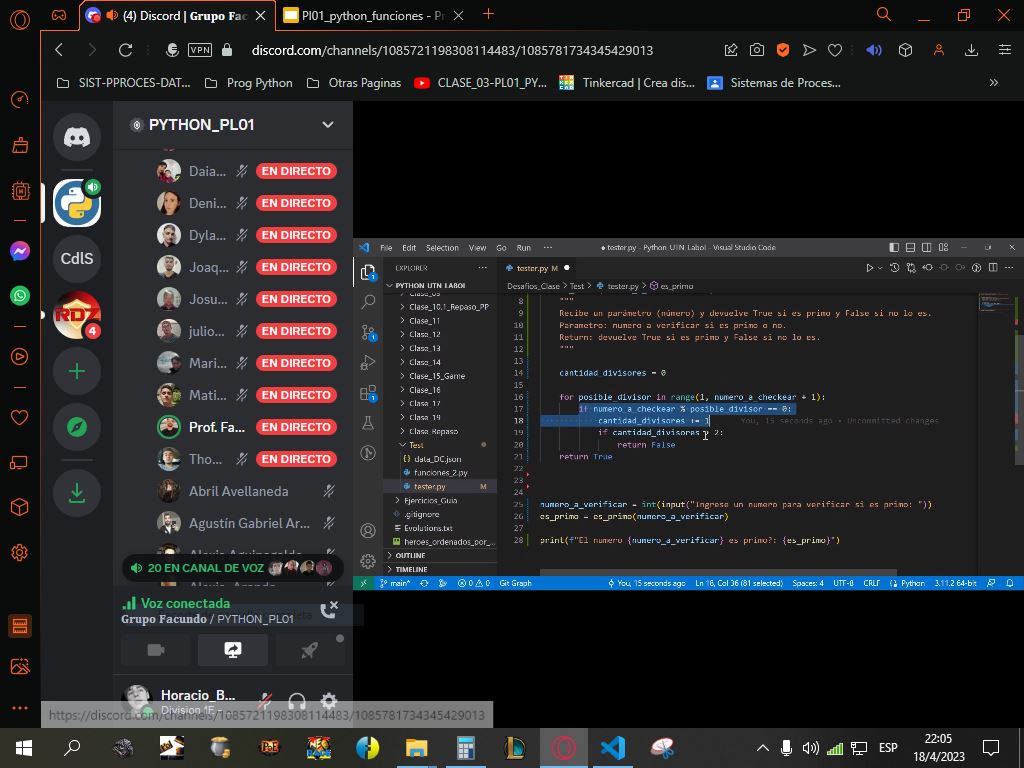 (4) Discord | Grupo Fac
Pl01_python_funciones - Pr
VPN
discord.com/channels/1085721198308114483/1085781734345429013
SIST-PPROCES-DAT...
Prog Python
Otras Paginas
CLASE_03-PL01_PY...
Tinkercad | Crea dis...
Sistemas de Proces...
»
PYTHON_PL01
Daia...
EN DIRECTO
Deni...
EN DIRECTO
Dyla...
EN DIRECTO
Joaq...
EN DIRECTO
Josu...
EN DIRECTO
julio...
EN DIRECTO
Mari...
EN DIRECTO
Mati...
EN DIRECTO
Prof. Fa...
EN DIRECTO
Tho...
EN DIRECTO
Abril Avellaneda
Agustín Gabriel Ar...
CdlS
RDZ
4
20 EN CANAL DE VOZ
Voz conectada
Grupo Facundo / PYTHON_PL01
Horacio_B...
Division 1E -
https://discord.com/channels/1085721198308114483/1085781734345429013
File Edit Selection View Go Run ···
● tester.py - Python_UTN_Labol - Visual Studio Code
EXPLORER
PYTHON_UTN_LABOI
Clase_09
Clase_10.1_Repaso_PP
Clase_11
Clase_12
Clase_13
Clase_14
Clase_15_Game
Clase_16
Clase_17
Clase_19
Clase_Repaso
Test
data_DC.json
funciones_2.py
tester.py M
Ejercicios_Guia
.gitignore
Evolutions.txt
heroes_ordenados_por_...
OUTLINE
TIMELINE
tester.py M ●
Desafios_Clase > Test > tester.py > es_primo
8 """
9 Recibe un parámetro (número) y devuelve True si es primo y False si no lo es.
10 Parametro: numero a verificar si es primo o no.
11 Return: devuelve True si es primo y False si no lo es.
12 """
13
14 cantidad_divisores = 0
15
16 for posible_divisor in range(1, numero_a_checkear + 1):
17 if numero_a_checkear % posible_divisor == 0:
18 cantidad_divisores += 1 You, 15 seconds ago • Uncommitted changes
19 if cantidad_divisores > 2:
20 return False
21 return True
22
23
24
25 numero_a_verificar = int(input("Ingrese un numero para verificar si es primo: "))
26 es_primo = es_primo(numero_a_verificar)
27
28 print(f"El numero {numero_a_verificar} es primo?: {es_primo}")
main* 0 0 Git Graph You, 15 seconds ago Ln 18, Col 36 (81 selected) Spaces: 4 UTF-8 CRLF Python 3.11.2 64-bit
ESP
22:05
18/4/2023